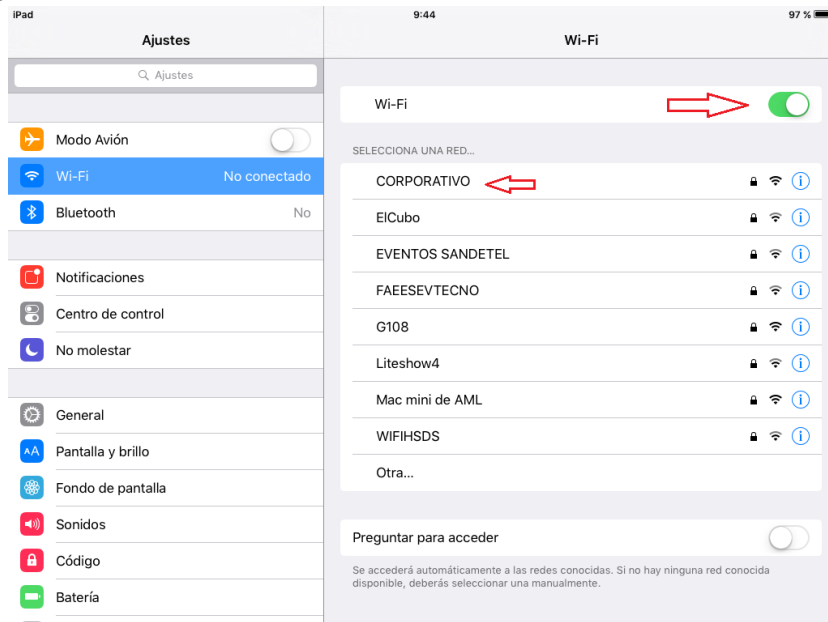 iPad
9:44
97 %
Ajustes
Wi-Fi
Ajustes
Modo Avión
Wi-Fi
No conectado
Bluetooth
No
Notificaciones
Centro de control
No molestar
General
AA
Pantalla y brillo
Fondo de pantalla
Sonidos
Código
Batería
Wi-Fi
SELECCIONA UNA RED...
CORPORATIVO
ElCubo
EVENTOS SANDETEL
FAEESEVTECNO
G108
Liteshow4
Mac mini de AML
WIFIHSDS
Otra...
Preguntar para acceder
Se accederá automáticamente a las redes conocidas. Si no hay ninguna red conocida
disponible, deberás seleccionar una manualmente.